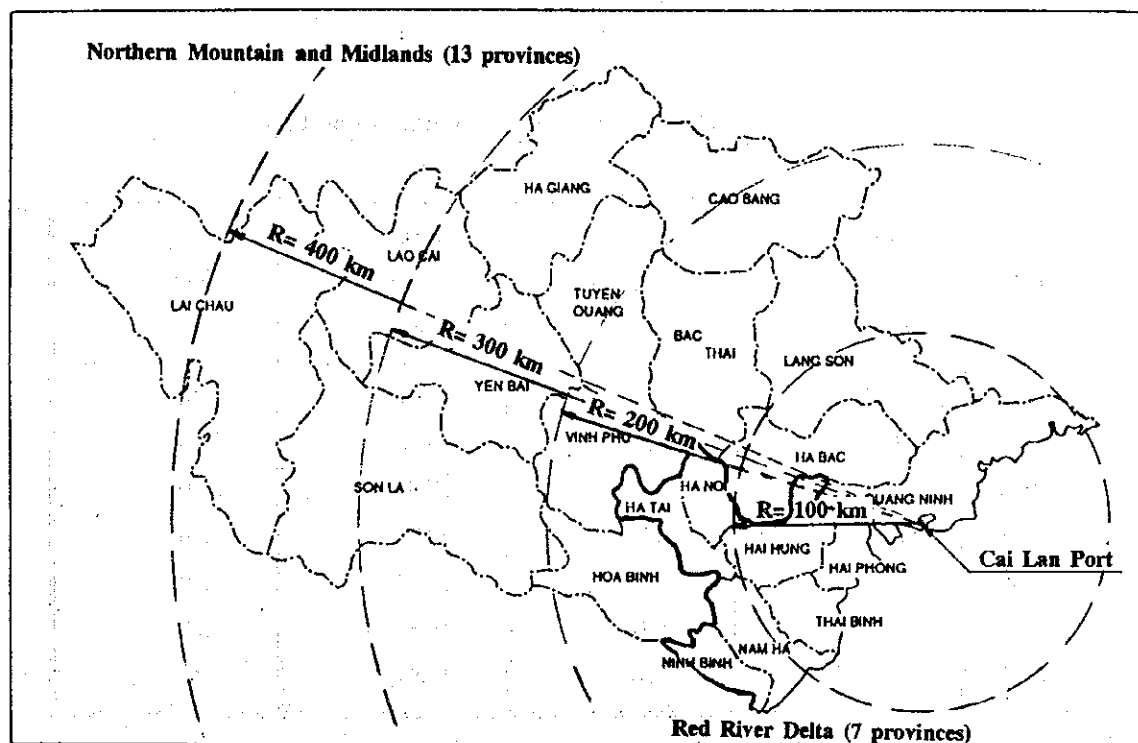 Northern Mountain and Midlands (13 provinces)
HA GIANG
CAO BANG
R= 400 km
LAO CAI
LAI CHAU
TUYEN
QUANG
R= 300 km
BAC
THAI
LANG SON
YEN BAI
R= 200 km
VINH PHU
HA BAC
SON LA
HA NOI
UANG NINH
HA TAI
R= 100 km
HAI HUNG
Cai Lan Port
HAI PHONG
HOA BINH
THAI BINH
NAM HA
NINH BINH
Red River Delta (7 provinces)